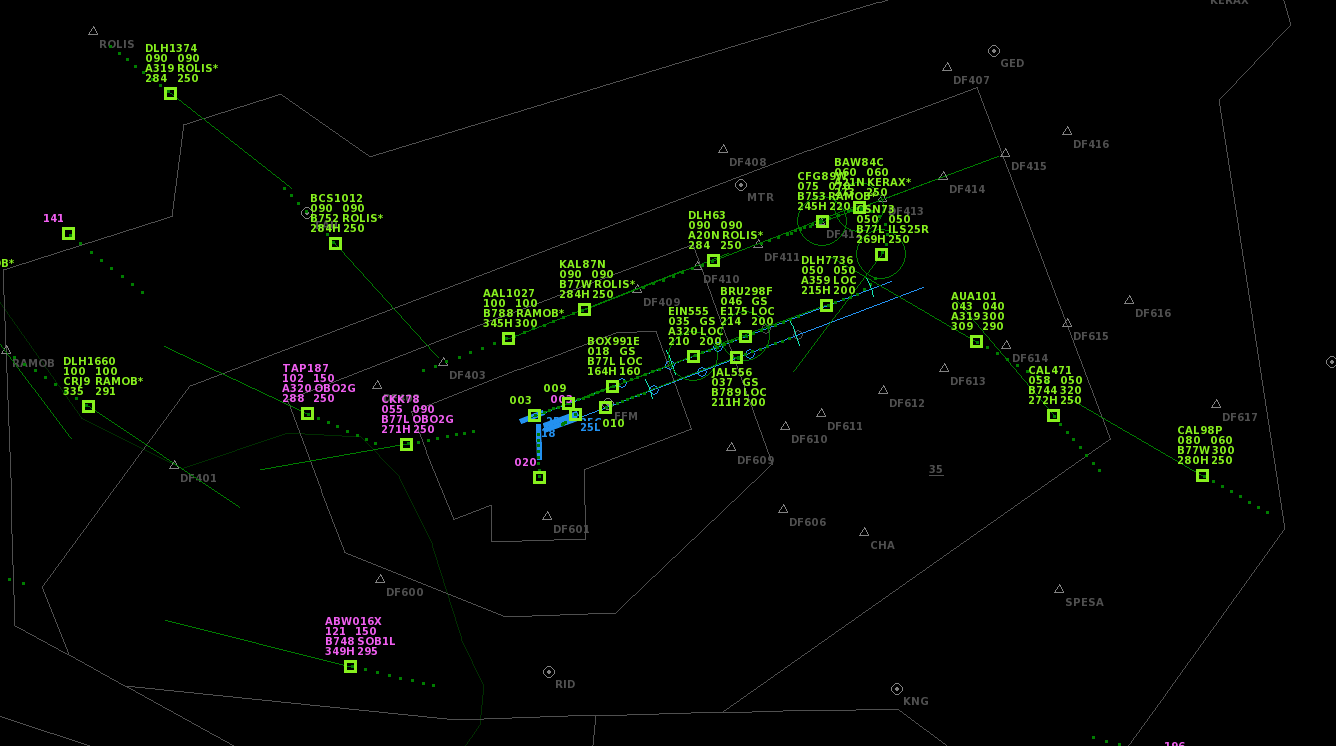 KERAX
ROLIS
DLH1374
090 090
A319 ROLIS*
284 250
GED
DF407
DF416
DF408
DF415
BAW84C
060 060
A21N KERAX*
250
CFG89
075
B753 RAMOB*
245H 220
DF414
MTR
BCS1012
090 090
B752 ROLIS*
284H 250
141
DLH63
090 090
A20N ROLIS*
284 250
DF413
050 050
B77L ILS25R
269H 250
B*
KAL87N
090 090
B77W ROLIS*
284H 250
DF411
DF410
DLH7736
050 050
A359 LOC
215H 200
AAL1027
100 100
B788 RAMOB*
345H 300
DF409
BRU298F
046 GS
E175 LOC
214 200
AUA101
043 040
A319 300
309 290
DF616
EIN555
035 GS
A320 LOC
210 200
DF615
BOX991E
018 GS
B77L LOC
164H 160
RAMOB
DLH1660
100 100
CRJ9 RAMOB*
335 291
DF403
TAP187
102 150
A320 OBO2G
288 250
JAL556
037 GS
B789 LOC
211H 200
DF614
CAL471
058 050
B744 320
272H 250
DF613
CKK78
055 090
B77L OBO2G
271H 250
009
003
FFM
010
25L
18
DF612
DF611
DF610
DF617
CAL98P
080 060
B77W 300
280H 250
DF609
020
35
DF401
DF606
DF601
CHA
DF600
SPESA
ABW016X
121 150
B748 SOB1L
349H 295
RID
KNG
196